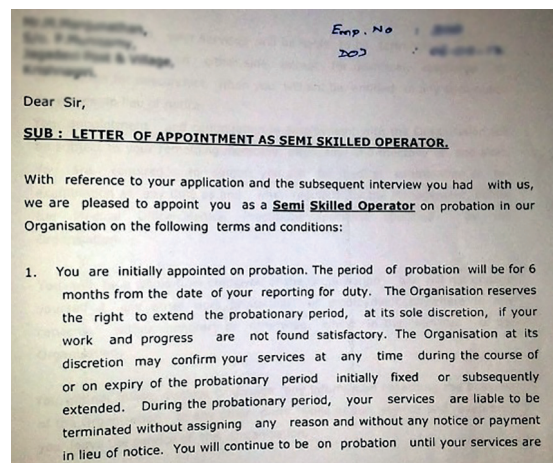 Emp. No :
DOJ :
Dear Sir,
SUB : LETTER OF APPOINTMENT AS SEMI SKILLED OPERATOR.
With reference to your application and the subsequent interview you had with us,
we are pleased to appoint you as a Semi Skilled Operator on probation in our
Organisation on the following terms and conditions:
1. You are initially appointed on probation. The period of probation will be for 6
months from the date of your reporting for duty. The Organisation reserves
the right to extend the probationary period, at its sole discretion, if your
work and progress are not found satisfactory. The Organisation at its
discretion may confirm your services at any time during the course of
or on expiry of the probationary period initially fixed or subsequently
extended. During the probationary period, your services are liable to be
terminated without assigning any reason and without any notice or payment
in lieu of notice. You will continue to be on probation until your services are